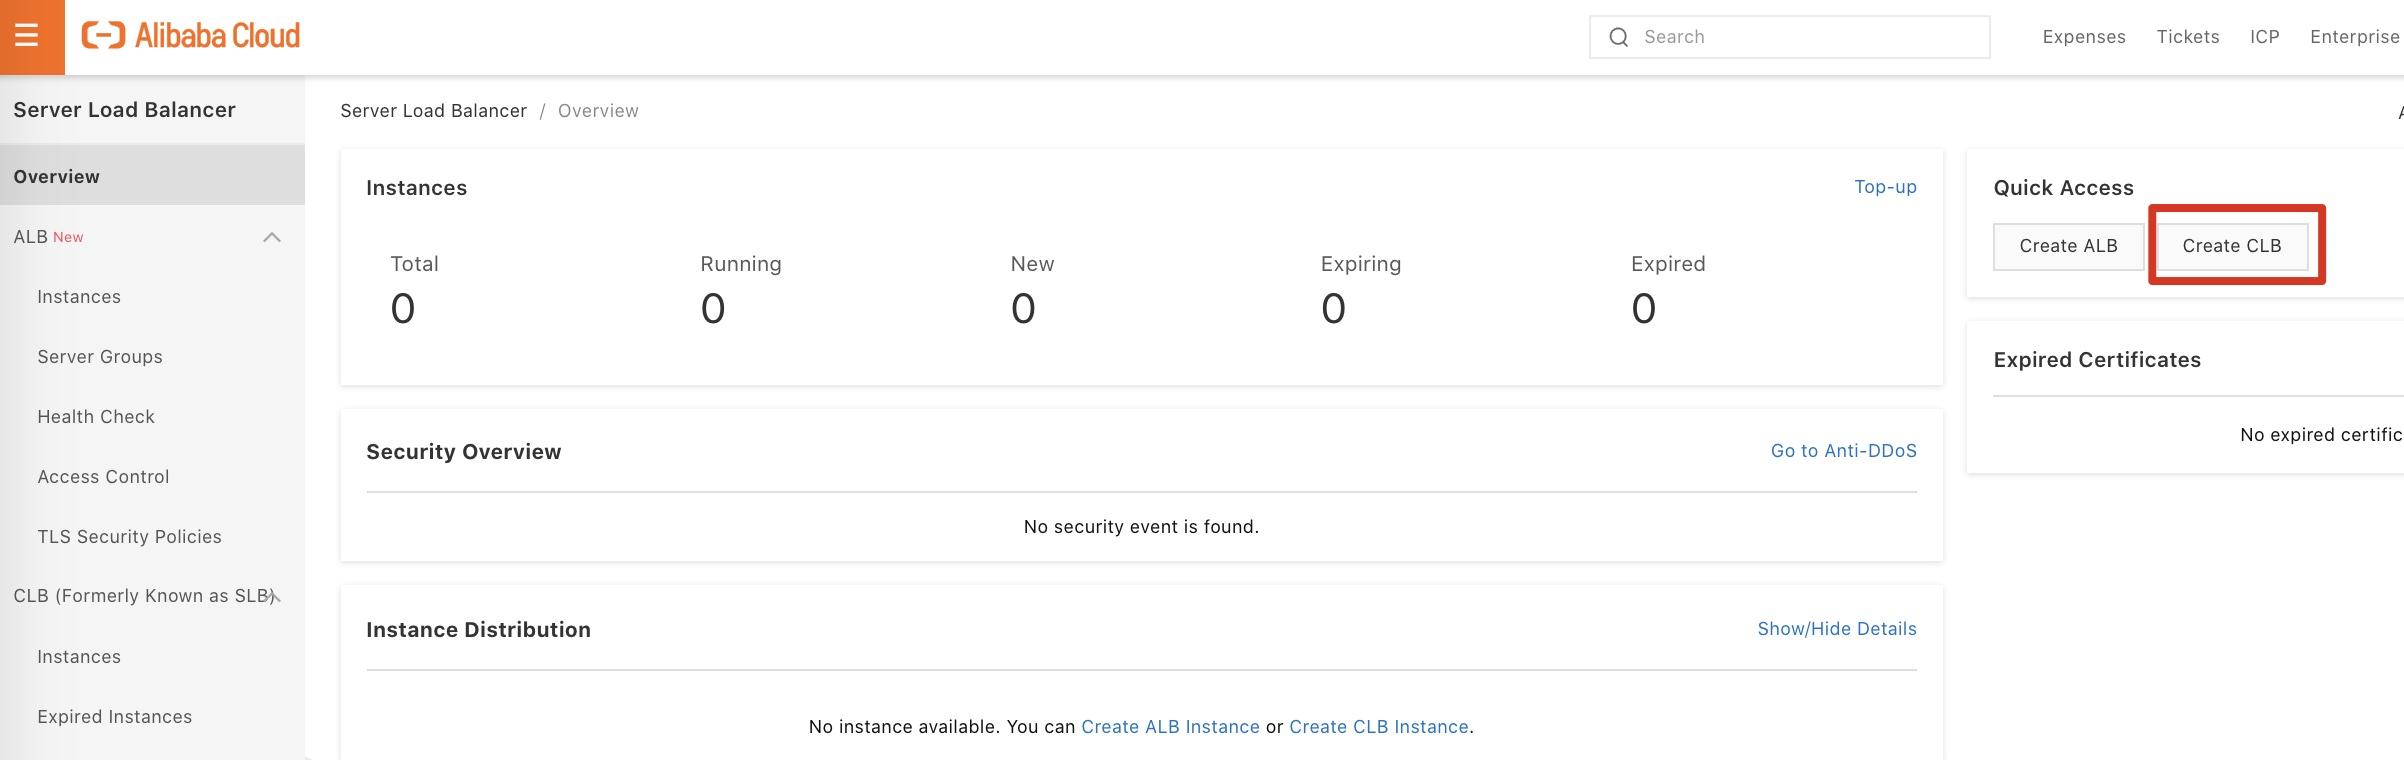 Alibaba Cloud
Search
Expenses Tickets ICP Enterprise
Server Load Balancer
Overview
ALB New
Instances
Server Groups
Health Check
Access Control
TLS Security Policies
CLB (Formerly Known as SLB)
Instances
Expired Instances
Server Load Balancer / Overview
Instances Top-up
Total Running New Expiring Expired
0 0 0 0 0
Security Overview Go to Anti-DDoS
No security event is found.
Instance Distribution Show/Hide Details
No instance available. You can Create ALB Instance or Create CLB Instance.
Quick Access
Create ALB Create CLB
Expired Certificates
No expired certific